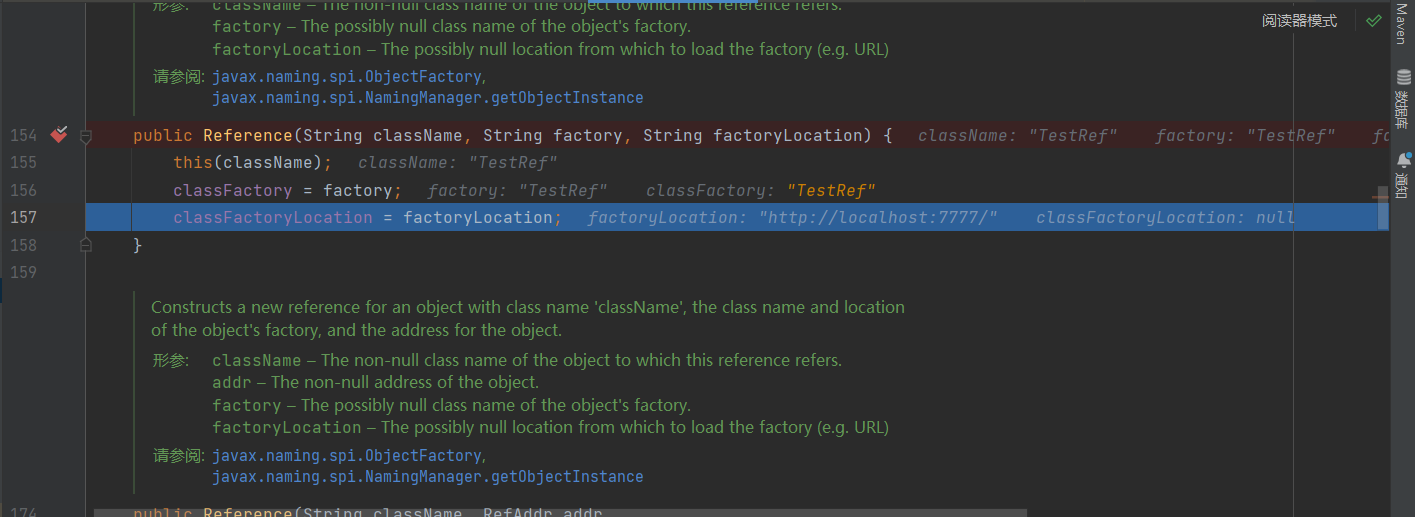 形参: className – The non-null class name of the object to which this reference refers.
factory – The possibly null class name of the object's factory.
factoryLocation – The possibly null location from which to load the factory (e.g. URL)
请参阅: javax.naming.spi.ObjectFactory,
javax.naming.spi.NamingManager.getObjectInstance
阅读器模式
154 public Reference(String className, String factory, String factoryLocation) { className: "TestRef" factory: "TestRef" fa
155 this(className); className: "TestRef"
156 classFactory = factory; factory: "TestRef" classFactory: "TestRef"
157 classFactoryLocation = factoryLocation; factoryLocation: "http://localhost:7777/" classFactoryLocation: null
158 }
159
Constructs a new reference for an object with class name 'className', the class name and location
of the object's factory, and the address for the object.
形参: className – The non-null class name of the object to which this reference refers.
addr – The non-null address of the object.
factory – The possibly null class name of the object's factory.
factoryLocation – The possibly null location from which to load the factory (e.g. URL)
请参阅: javax.naming.spi.ObjectFactory,
javax.naming.spi.NamingManager.getObjectInstance
174 public Reference(String className, RefAddr addr,
Maven
数据库
通知